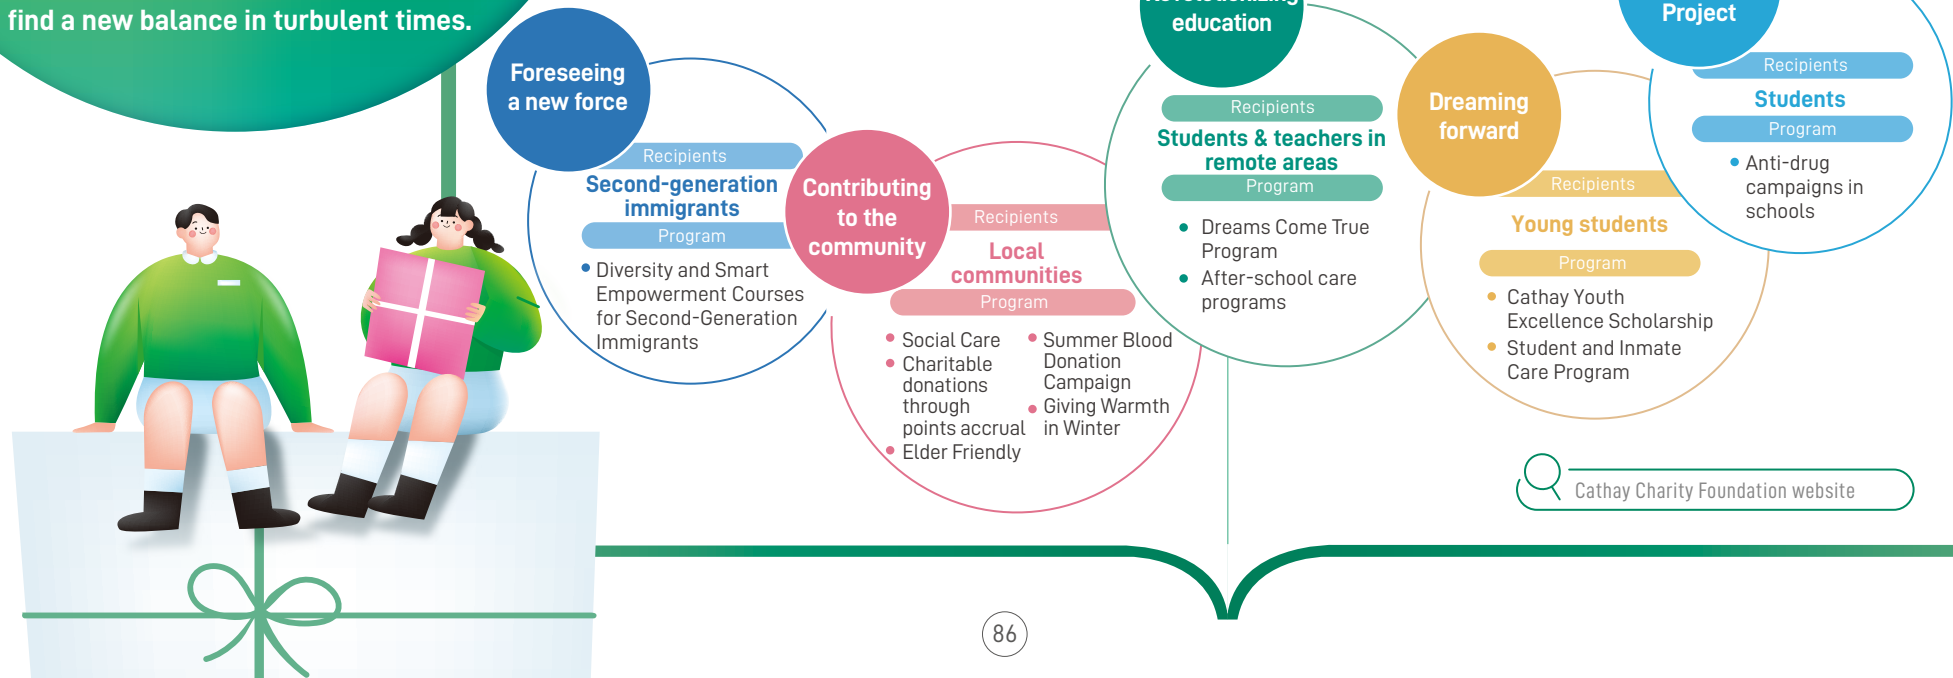 find a new balance in turbulent times.
Foreseeing
a new force
Recipients
Second-generation
immigrants
Program
• Diversity and Smart
Empowerment Courses
for Second-Generation
Immigrants
Contributing
to the
community
Recipients
Local
communities
Program
• Social Care
• Charitable
donations
through
points accrual
• Elder Friendly
• Summer Blood
Donation
Campaign
• Giving Warmth
in Winter
education
Recipients
Students & teachers in
remote areas
Program
• Dreams Come True
Program
• After-school care
programs
Dreaming
forward
Recipients
Young students
Program
• Cathay Youth
Excellence Scholarship
• Student and Inmate
Care Program
Project
Recipients
Students
Program
• Anti-drug
campaigns in
schools
Cathay Charity Foundation website
86